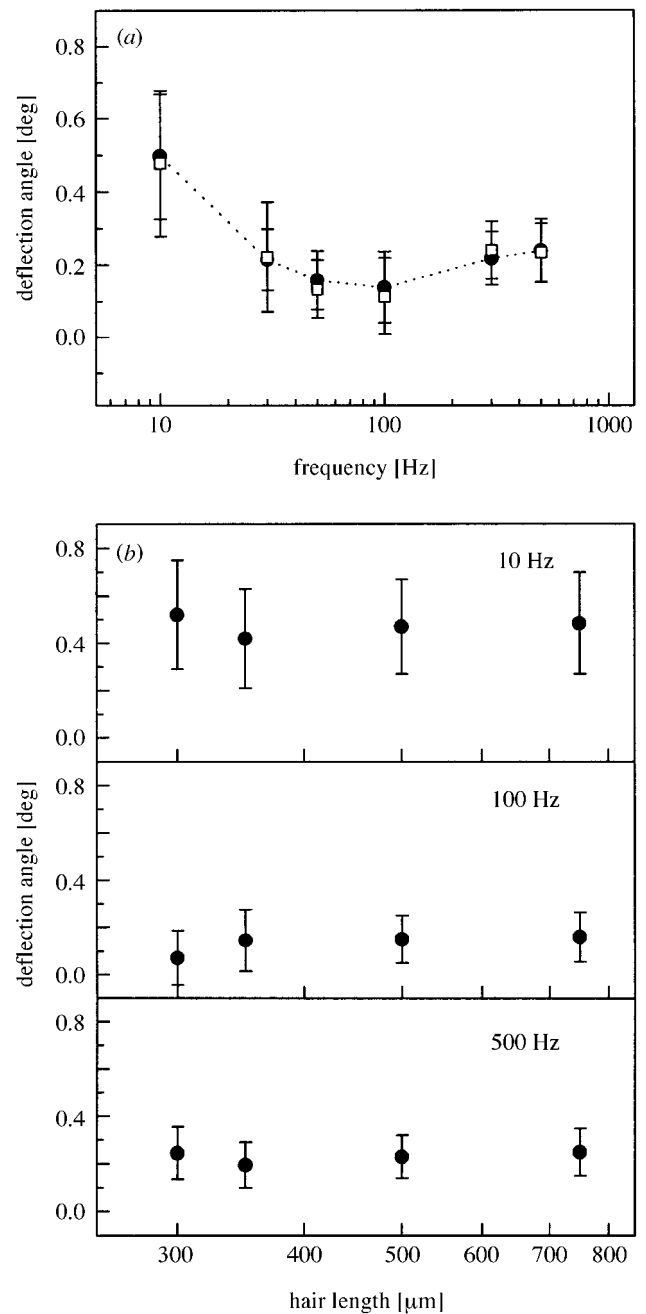 (a)
0.8
0.6
0.4
0.2
0.0
deflection angle [deg]
10 100 1000
frequency [Hz]
(b)
10 Hz
0.8
0.4
0.0
100 Hz
0.8
0.4
0.0
deflection angle [deg]
500 Hz
0.8
0.4
0.0
300 400 500 600 700 800
hair length [μm]